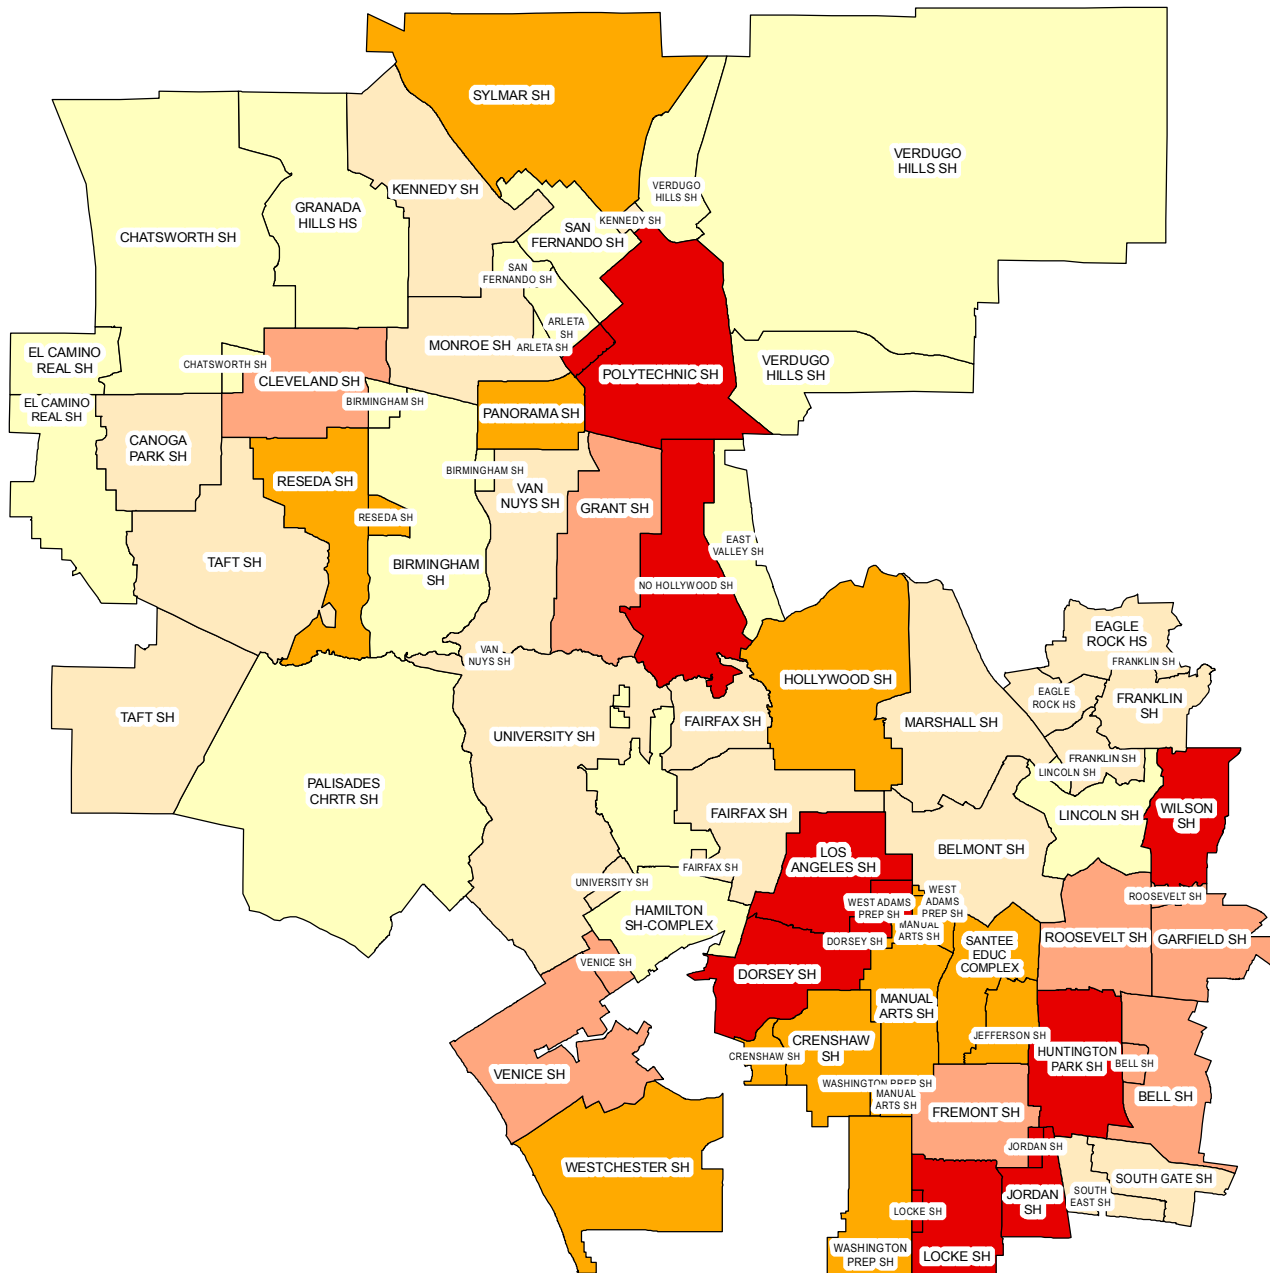 SYLMAR SH
VERDUGO
HILLS SH
VERDUGO
HILLS SH
KENNEDY SH
GRANADA
HILLS HS
KENNEDY SH
CHATSWORTH SH
SAN
FERNANDO SH
SAN
FERNANDO SH
ARLETA
SH
MONROE SH
ARLETA SH
EL CAMINO
REAL SH
CHATSWORTH SH
CLEVELAND SH
POLYTECHNIC SH
VERDUGO
HILLS SH
EL CAMINO
REAL SH
BIRMINGHAM SH
PANORAMA SH
CANOGA
PARK SH
RESEDA SH
BIRMINGHAM SH
VAN
NUYS SH
GRANT SH
RESEDA SH
EAST
VALLEY SH
TAFT SH
BIRMINGHAM
SH
NO HOLLYWOOD SH
VAN
NUYS SH
HOLLYWOOD SH
EAGLE
ROCK HS
FRANKLIN SH
EAGLE
ROCK HS
FRANKLIN
SH
TAFT SH
UNIVERSITY SH
FAIRFAX SH
MARSHALL SH
FRANKLIN SH
LINCOLN SH
PALISADES
CHRTR SH
FAIRFAX SH
LINCOLN SH
WILSON
SH
LOS
ANGELES SH
BELMONT SH
FAIRFAX SH
UNIVERSITY SH
ROOSEVELT SH
WEST ADAMS
PREP SH
WEST
ADAMS
PREP SH
HAMILTON
SH-COMPLEX
MANUAL
ARTS SH
DORSEY SH
SANTEE
EDUC
COMPLEX
ROOSEVELT SH
GARFIELD SH
VENICE SH
DORSEY SH
MANUAL
ARTS SH
JEFFERSON SH
CRENSHAW
SH
CRENSHAW SH
HUNTINGTON
PARK SH
BELL SH
VENICE SH
WASHINGTON PREP SH
MANUAL
ARTS SH
FREMONT SH
BELL SH
JORDAN SH
WESTCHESTER SH
SOUTH GATE SH
SOUTH
EAST SH
JORDAN
SH
LOCKE SH
WASHINGTON
PREP SH
LOCKE SH